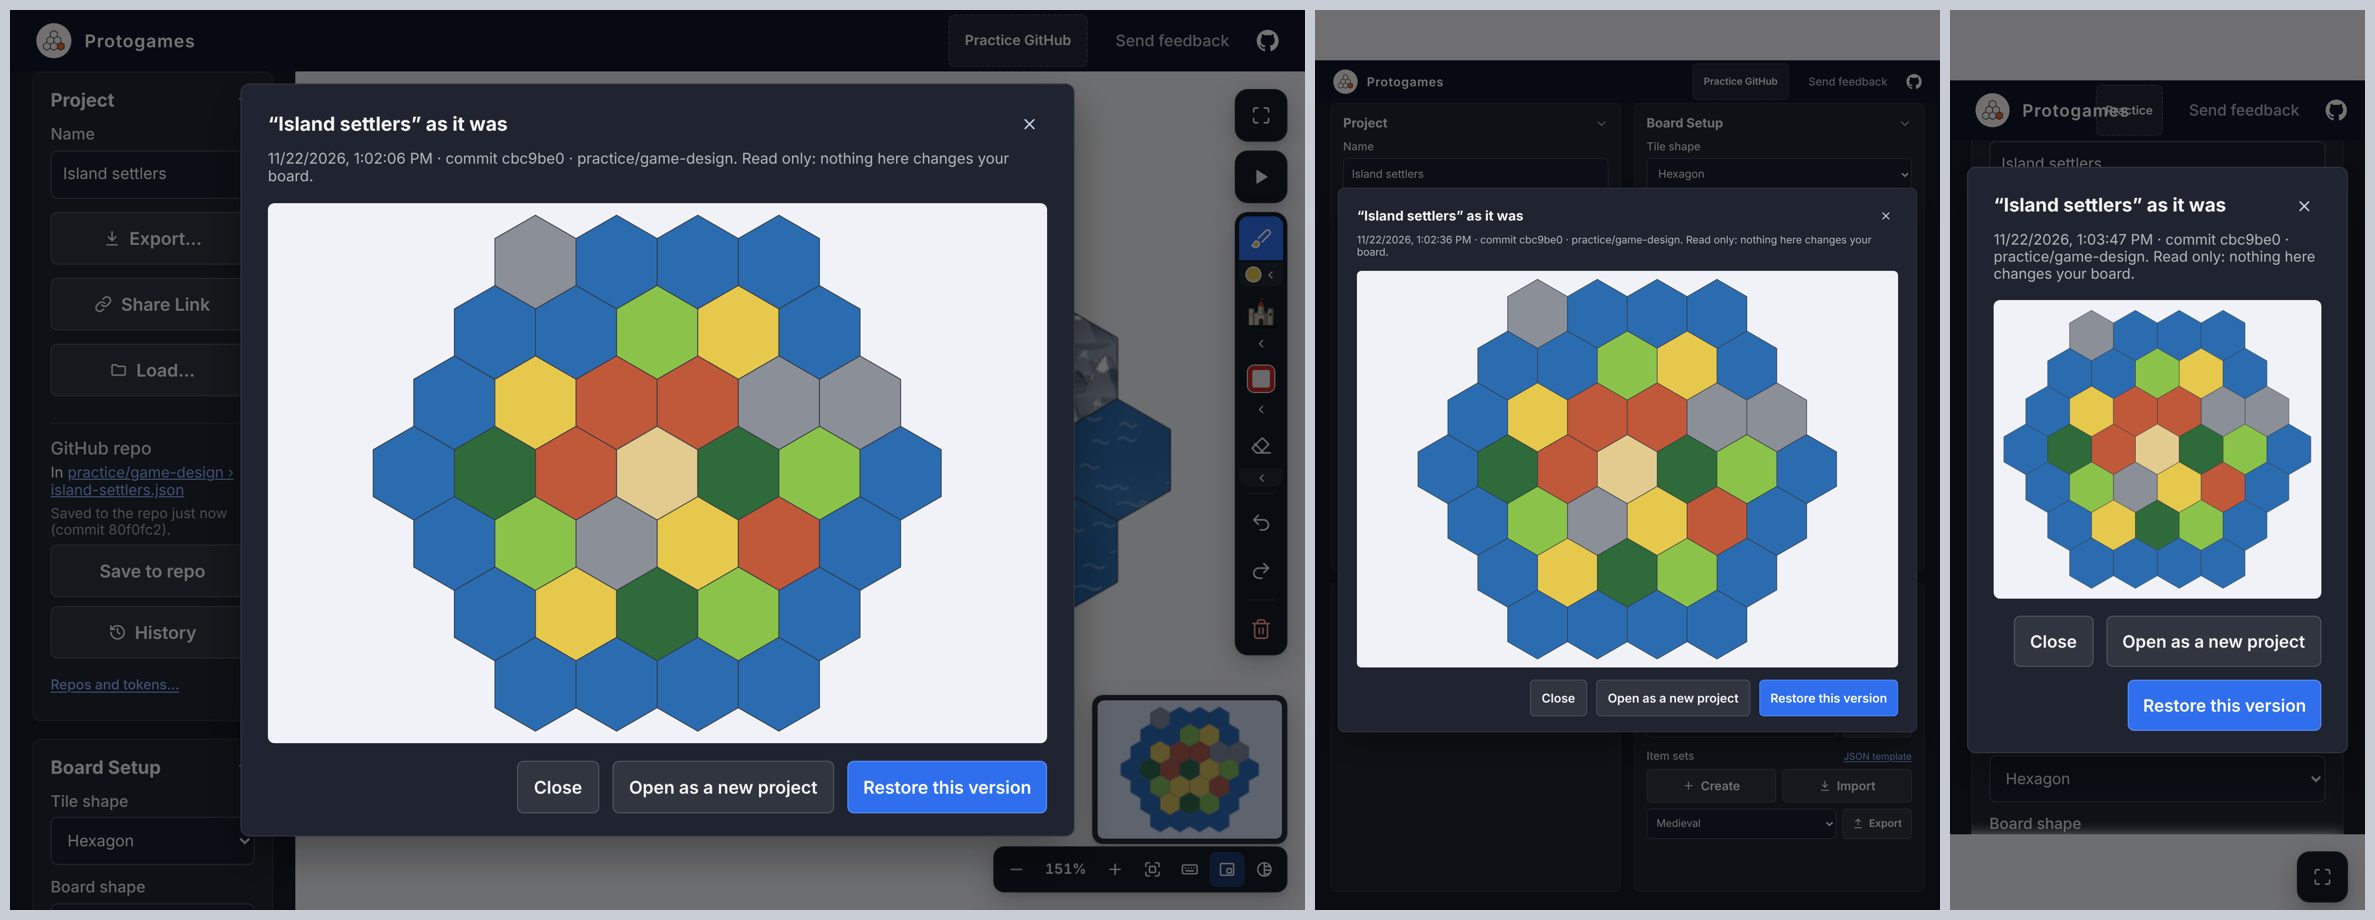 Protogames
Practice GitHub
Send feedback
Project
Name
Island settlers
Export...
Share Link
Load...
GitHub repo
In practice/game-design ›
island-settlers.json
Saved to the repo just now
(commit 80f0fc2).
Save to repo
History
Repos and tokens...
Board Setup
Tile shape
Hexagon
Board shape
“Island settlers” as it was
11/22/2026, 1:02:06 PM · commit cbc9be0 · practice/game-design. Read only: nothing here changes your
board.
Close
Open as a new project
Restore this version
151%
Protogames
Practice GitHub
Send feedback
Project
Name
Island settlers
Board Setup
Tile shape
Hexagon
“Island settlers” as it was
11/22/2026, 1:02:36 PM · commit cbc9be0 · practice/game-design. Read only: nothing here changes your
board.
Close
Open as a new project
Restore this version
Item sets
JSON template
Create
Import
Medieval
Export
Protogames
Practice
Send feedback
Island settlers
“Island settlers” as it was
11/22/2026, 1:03:47 PM · commit cbc9be0 ·
practice/game-design. Read only: nothing here
changes your board.
Close
Open as a new project
Restore this version
Hexagon
Board shape